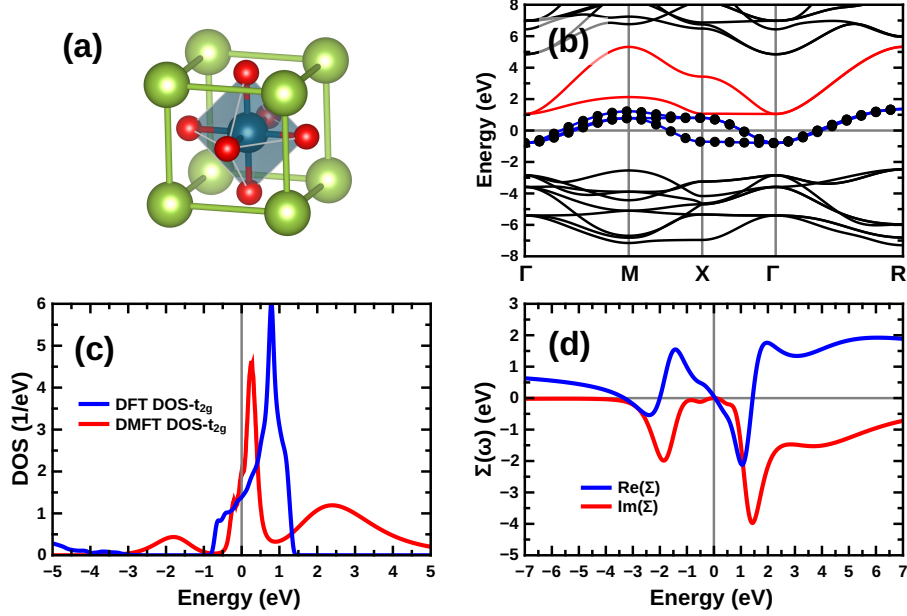 (a)
(b)
Energy (eV)
8
6
4
2
0
−2
−4
−6
−8
Γ M X Γ R
(c)
DOS (1/eV)
6
5
4
3
2
1
0
DFT DOS-t2g
DMFT DOS-t2g
−5 −4 −3 −2 −1 0 1 2 3 4 5
Energy (eV)
(d)
Σ(ω) (eV)
3
2
1
0
−1
−2
−3
−4
−5
Re(Σ)
Im(Σ)
−7 −6 −5 −4 −3 −2 −1 0 1 2 3 4 5 6 7
Energy (eV)